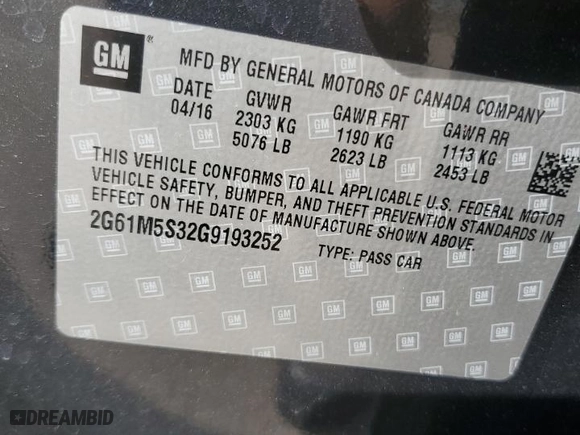 GM
MFD BY GENERAL MOTORS OF CANADA COMPANY
DATE GVWR GAWR FRT GAWR RR
04/16 2303 KG 1190 KG 1113 KG
5076 LB 2623 LB 2453 LB
THIS VEHICLE CONFORMS TO ALL APPLICABLE U.S. FEDERAL MOTOR
VEHICLE SAFETY, BUMPER, AND THEFT PREVENTION STANDARDS IN
EFFECT ON THE DATE OF MANUFACTURE SHOWN ABOVE.
2G61M5S32G9193252 TYPE: PASS CAR
DREAMBID